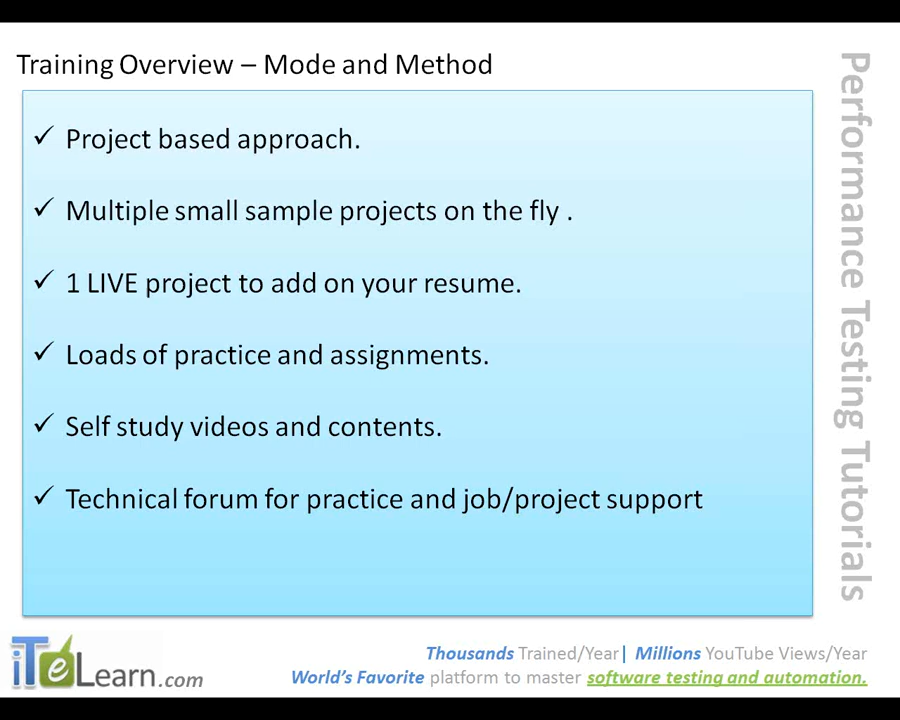 Training Overview – Mode and Method
✓ Project based approach.
✓ Multiple small sample projects on the fly .
✓ 1 LIVE project to add on your resume.
✓ Loads of practice and assignments.
✓ Self study videos and contents.
✓ Technical forum for practice and job/project support
Performance Testing Tutorials
iTeLearn.com
Thousands Trained/Year| Millions YouTube Views/Year
World's Favorite platform to master software testing and automation.